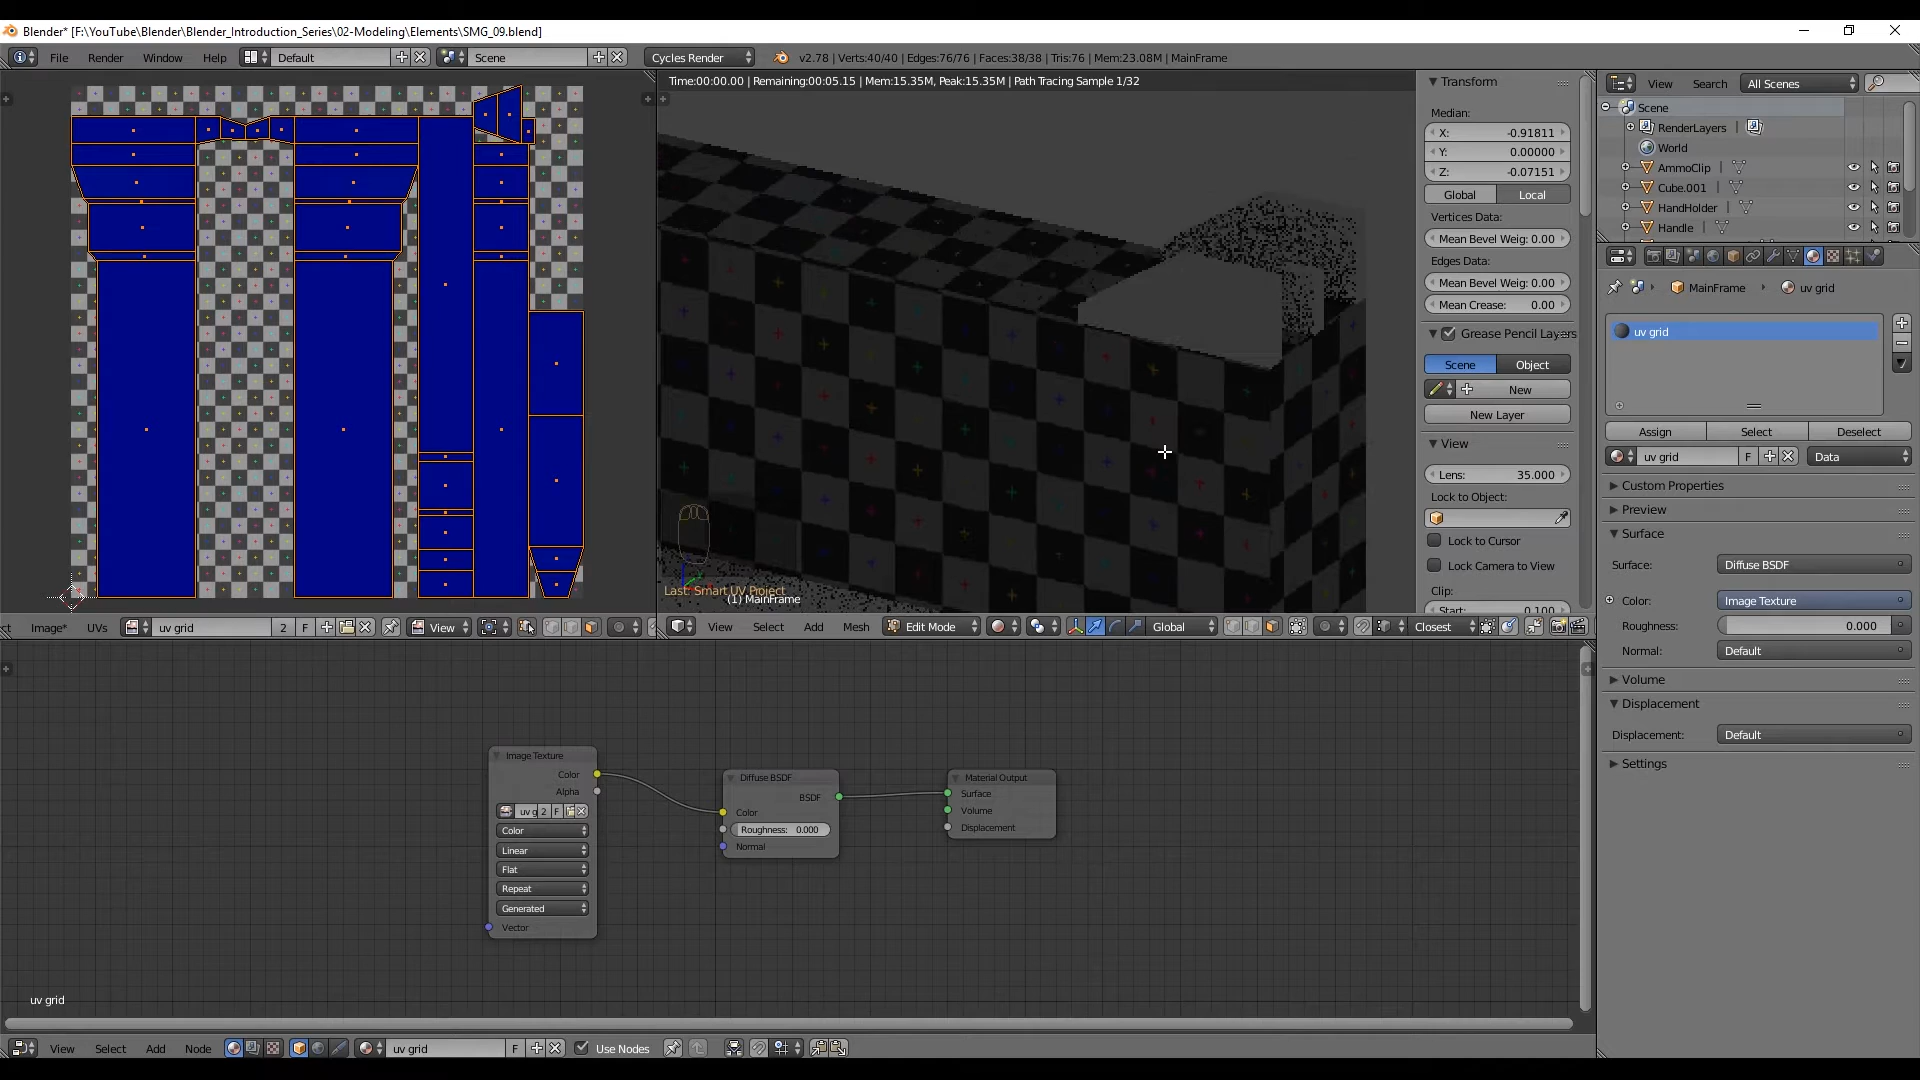 Blender* [F:\YouTube\Blender\Blender_Introduction_Series\02-Modeling\Elements\SMG_09.blend]
File Render Window Help Default Scene Cycles Render v2.78 | Verts:40/40 | Edges:76/76 | Faces:38/38 | Tris:76 | Mem:23.08M | MainFrame
Time:00:00.00 | Remaining:00:05.15 | Mem:15.35M, Peak:15.35M | Path Tracing Sample 1/32
Transform
Median:
X: -0.91811
Y: 0.00000
Z: -0.07151
Global Local
Vertices Data:
Mean Bevel Weig: 0.00
Edges Data:
Mean Bevel Weig: 0.00
Mean Crease: 0.00
Grease Pencil Layers
Scene Object
New
New Layer
View
Lens: 35.000
Lock to Object:
Lock to Cursor
Lock Camera to View
Clip:
Start: 0.100
View Search All Scenes
Scene
RenderLayers
World
AmmoClip
Cube.001
HandHolder
Handle
MainFrame uv grid
uv grid
Assign Select Deselect
uv grid F Data
Custom Properties
Preview
Surface
Surface: Diffuse BSDF
Color: Image Texture
Roughness: 0.000
Normal: Default
Volume
Displacement
Displacement: Default
Settings
Last: Smart UV Project
(1) MainFrame
ct Image* UVs uv grid 2 F View
View Select Add Mesh Edit Mode Global Closest
Image Texture
Color
Alpha
uv g 2 F
Color
Linear
Flat
Repeat
Generated
Vector
Diffuse BSDF
BSDF
Color
Roughness: 0.000
Normal
Material Output
Surface
Volume
Displacement
uv grid
View Select Add Node uv grid F Use Nodes